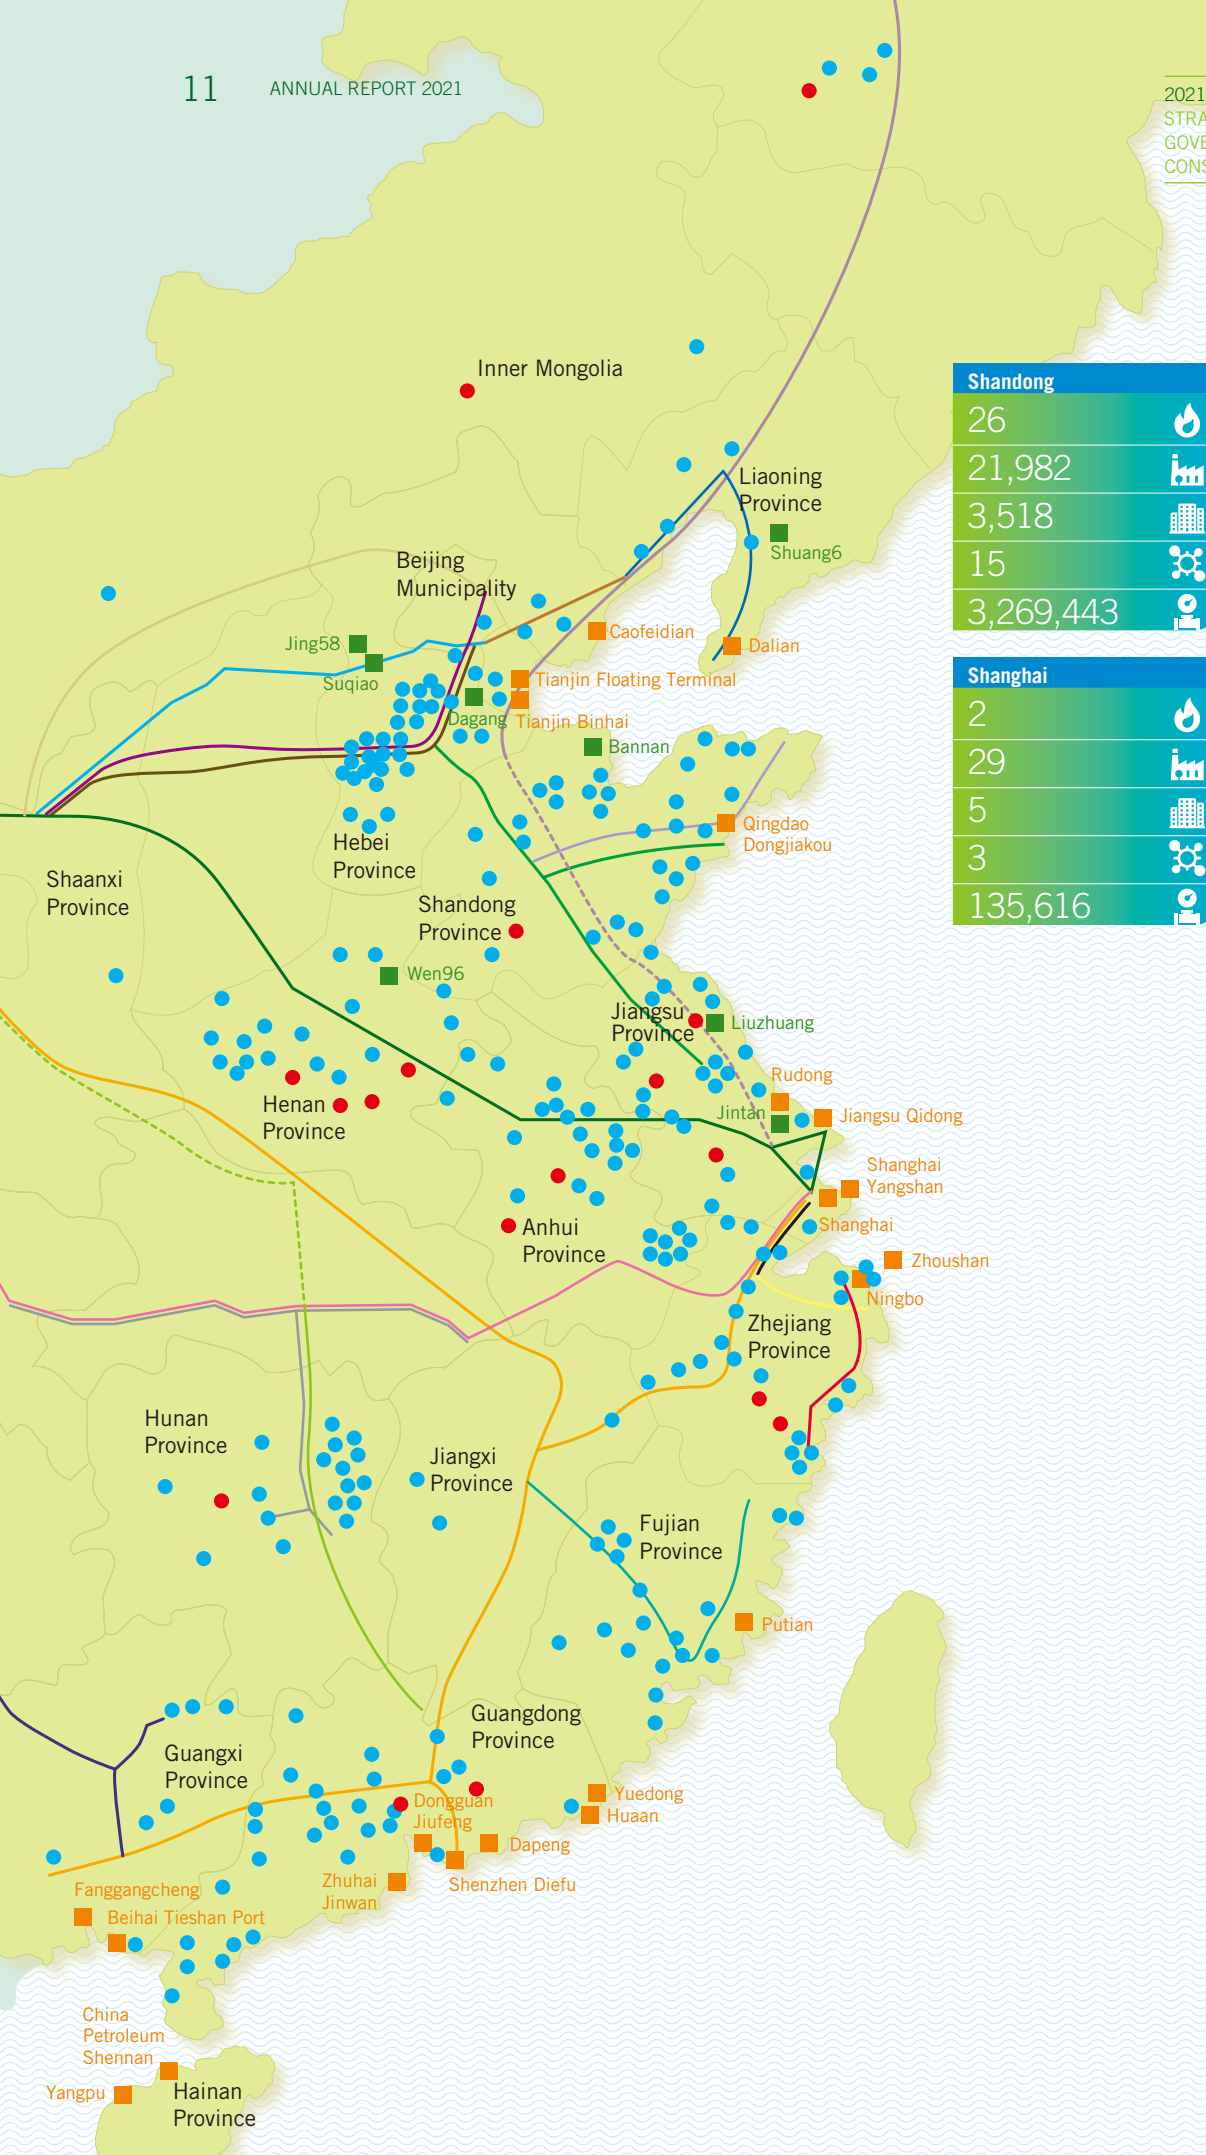 11
ANNUAL REPORT 2021
2021
STRA
GOVE
CONS
Inner Mongolia
Shandong
26
21,982
3,518
15
3,269,443
Liaoning
Province
Shuang6
Beijing
Municipality
Jing58
Suqiao
Caofeidian
Dalian
Shanghai
2
29
5
3
135,616
Tianjin Floating Terminal
Dagang
Tianjin Binhai
Bannan
Qingdao
Dongjiakou
Hebei
Province
Shaanxi
Province
Shandong
Province
Wen96
Jiangsu
Province
Liuzhuang
Rudong
Jintan
Jiangsu Qidong
Henan
Province
Shanghai
Yangshan
Shanghai
Anhui
Province
Zhoushan
Ningbo
Zhejiang
Province
Hunan
Province
Jiangxi
Province
Fujian
Province
Putian
Guangdong
Province
Guangxi
Province
Yuedong
Huaan
Dongguan
Jiufeng
Dapeng
Zhuhai
Jinwan
Shenzhen Diefu
Fanggangcheng
Beihai Tieshan Port
China
Petroleum
Shennan
Yangpu
Hainan
Province